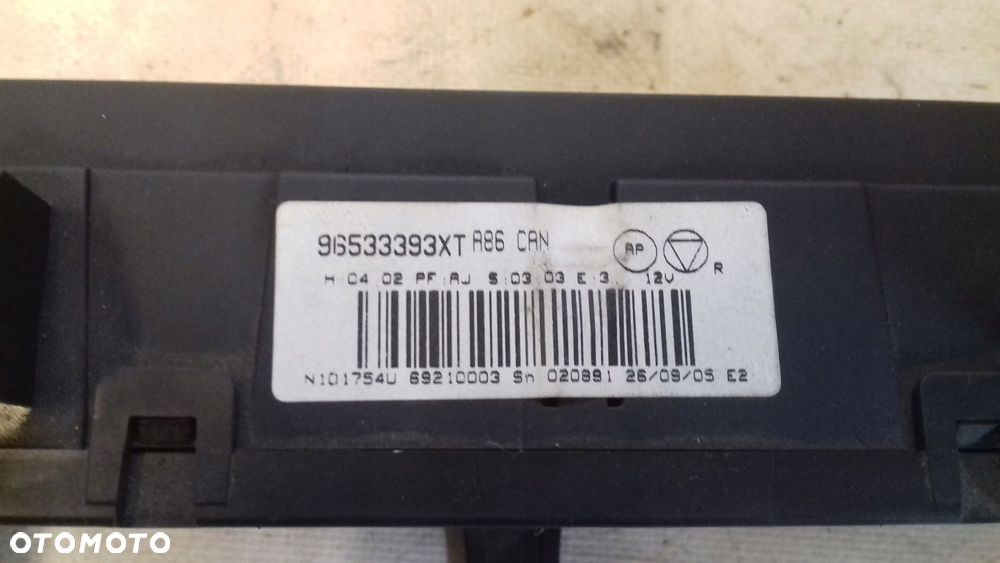 96533393XT A86 CAN AP R
H:04 02 PF:AJ S:03 03 E:3 12V
N101754U 69210003 Sn 020891 26/09/05 E2
OTOMOTO
OTOMOTO